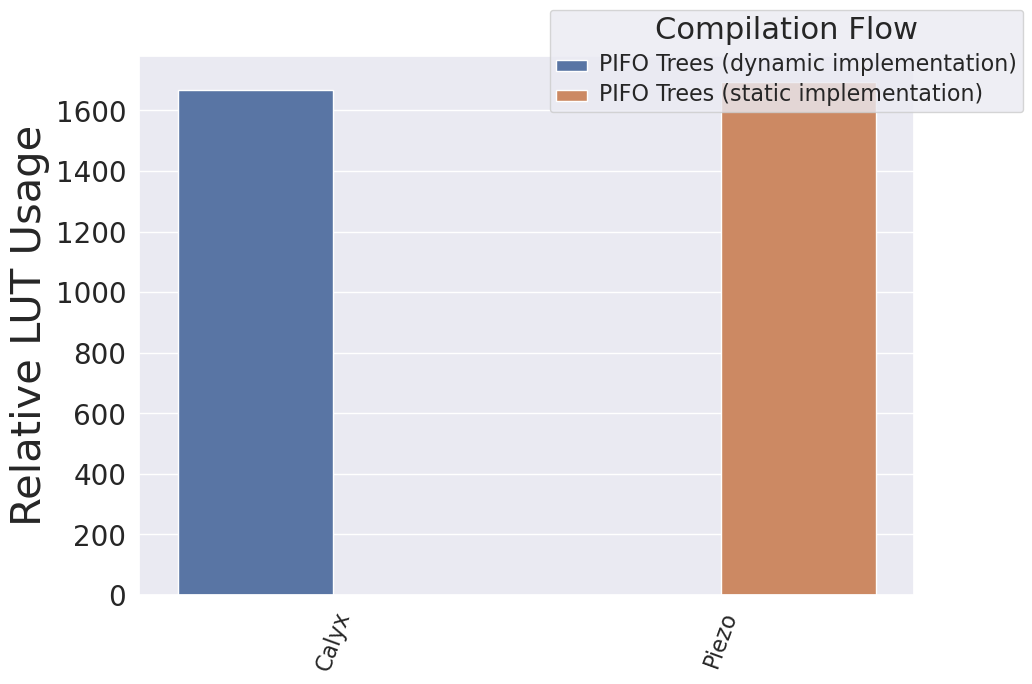 Compilation Flow
PIFO Trees (dynamic implementation)
PIFO Trees (static implementation)
Relative LUT Usage
1600
1400
1200
1000
800
600
400
200
0
Calyx
Piezo